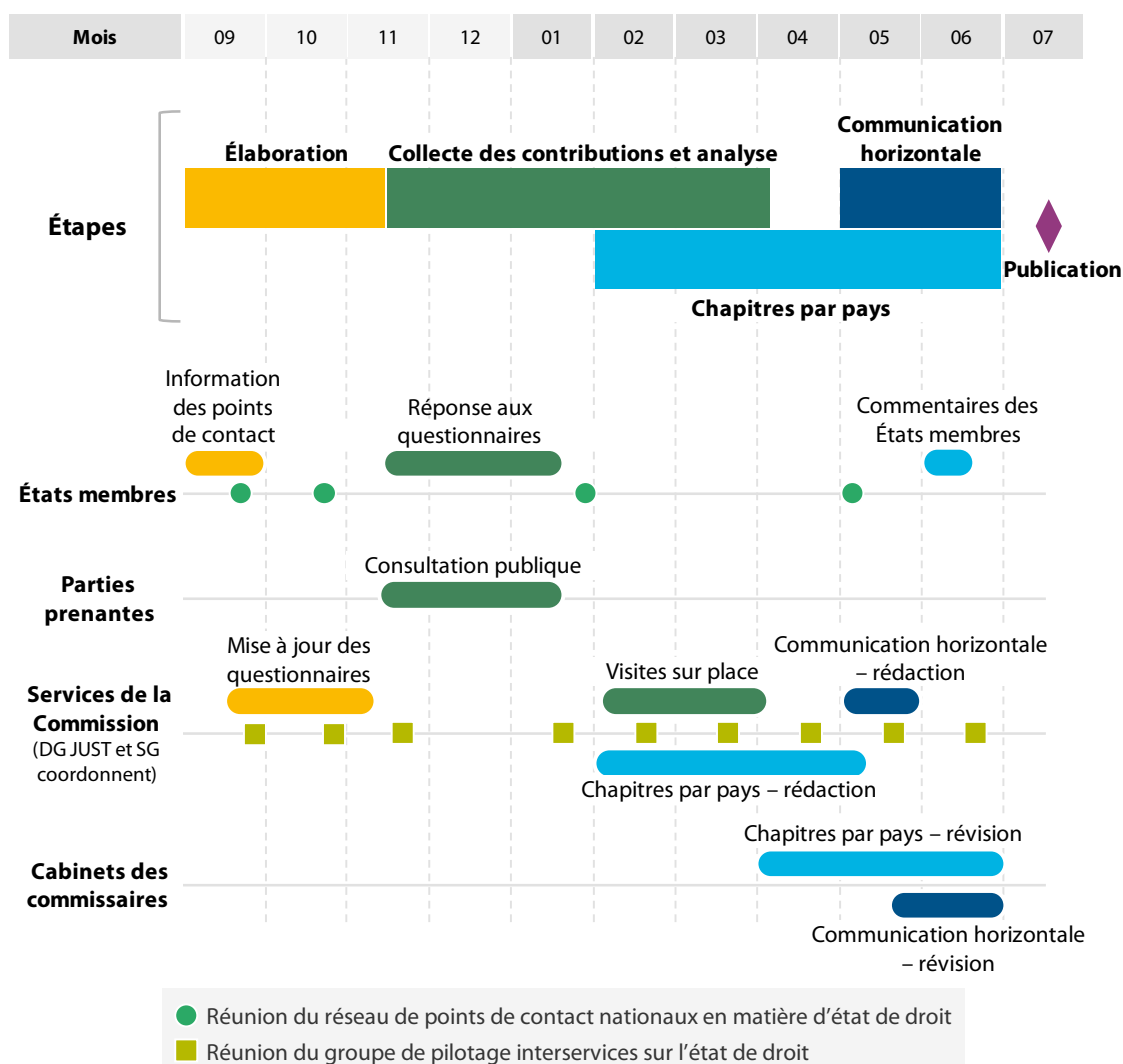 Mois 09 10 11 12 01 02 03 04 05 06 07
Communication
horizontale
Élaboration
Collecte des contributions et analyse
Étapes
Publication
Chapitres par pays
Information
des points
de contact
Réponse aux
questionnaires
Commentaires des
États membres
États membres
Consultation publique
Parties
prenantes
Mise à jour des
questionnaires
Visites sur place
Communication horizontale
– rédaction
Services de la
Commission
(DG JUST et SG
coordonnent)
Chapitres par pays – rédaction
Chapitres par pays – révision
Cabinets des
commissaires
Communication horizontale
– révision
Réunion du réseau de points de contact nationaux en matière d’état de droit
Réunion du groupe de pilotage interservices sur l’état de droit